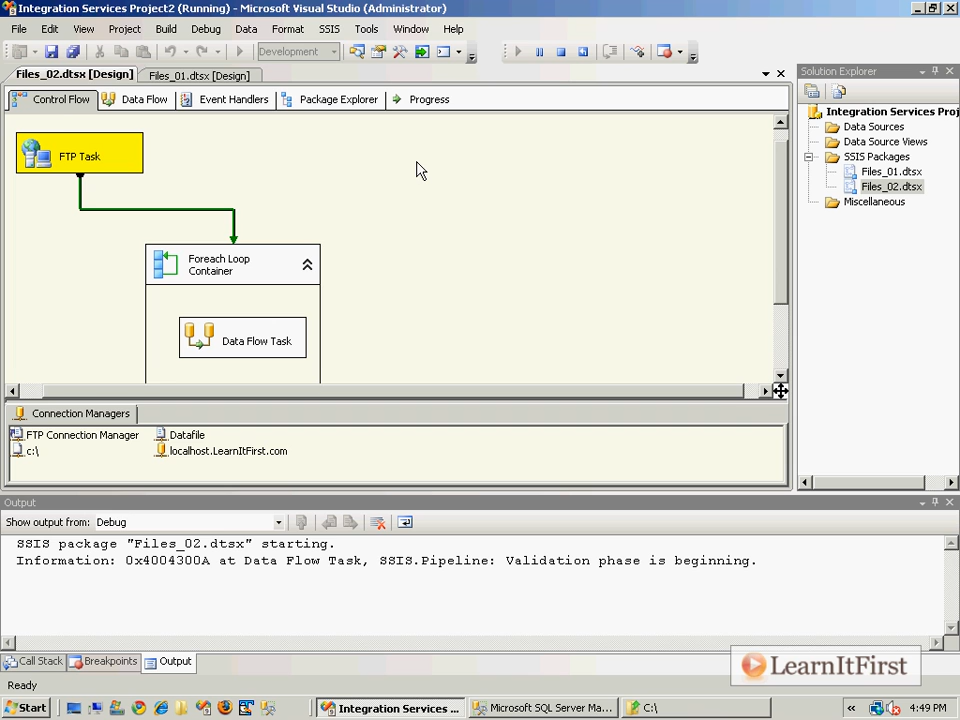 Integration Services Project2 (Running) - Microsoft Visual Studio (Administrator)
File Edit View Project Build Debug Data Format SSIS Tools Window Help
Development
Files_02.dtsx [Design] Files_01.dtsx [Design]
Control Flow Data Flow Event Handlers Package Explorer Progress
FTP Task
Foreach Loop
Container
Data Flow Task
Connection Managers
FTP Connection Manager Datafile
c:\ localhost.LearnItFirst.com
Solution Explorer
Integration Services Proj
Data Sources
Data Source Views
SSIS Packages
Files_01.dtsx
Files_02.dtsx
Miscellaneous
Output
Show output from: Debug
SSIS package "Files_02.dtsx" starting.
Information: 0x4004300A at Data Flow Task, SSIS.Pipeline: Validation phase is beginning.
Call Stack Breakpoints Output
LearnItFirst
Ready
Start Integration Services ... Microsoft SQL Server Ma... C:\ « 4:49 PM